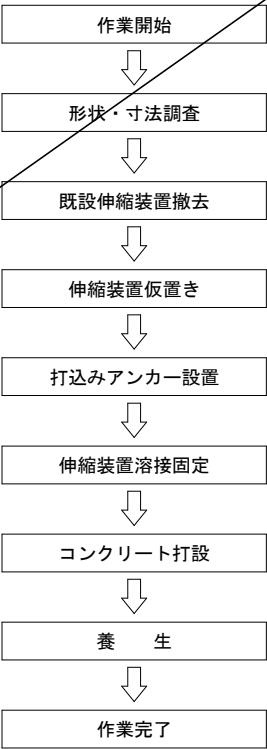 作業開始
形状・寸法調査
既設伸縮装置撤去
伸縮装置仮置き
打込みアンカー設置
伸縮装置溶接固定
コンクリート打設
養　　生
作業完了